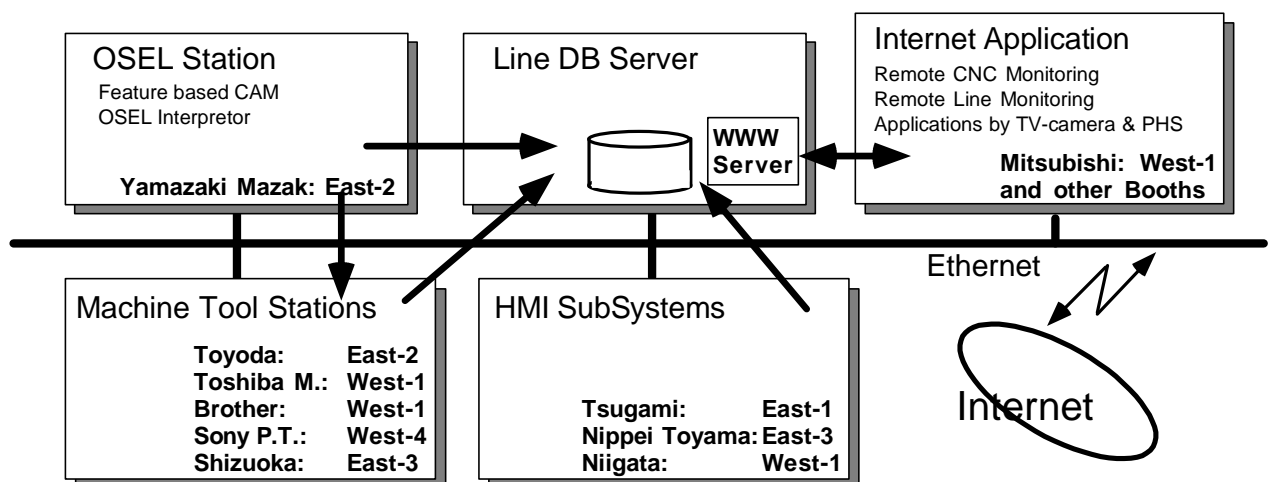 OSEL Station
Feature based CAM
OSEL Interpretor
Yamazaki Mazak: East-2
Line DB Server
WWW
Server
Internet Application
Remote CNC Monitoring
Remote Line Monitoring
Applications by TV-camera & PHS
Mitsubishi: West-1
and other Booths
Ethernet
Machine Tool Stations
Toyoda: East-2
Toshiba M.: West-1
Brother: West-1
Sony P.T.: West-4
Shizuoka: East-3
HMI SubSystems
Tsugami: East-1
Nippei Toyama: East-3
Niigata: West-1
Internet